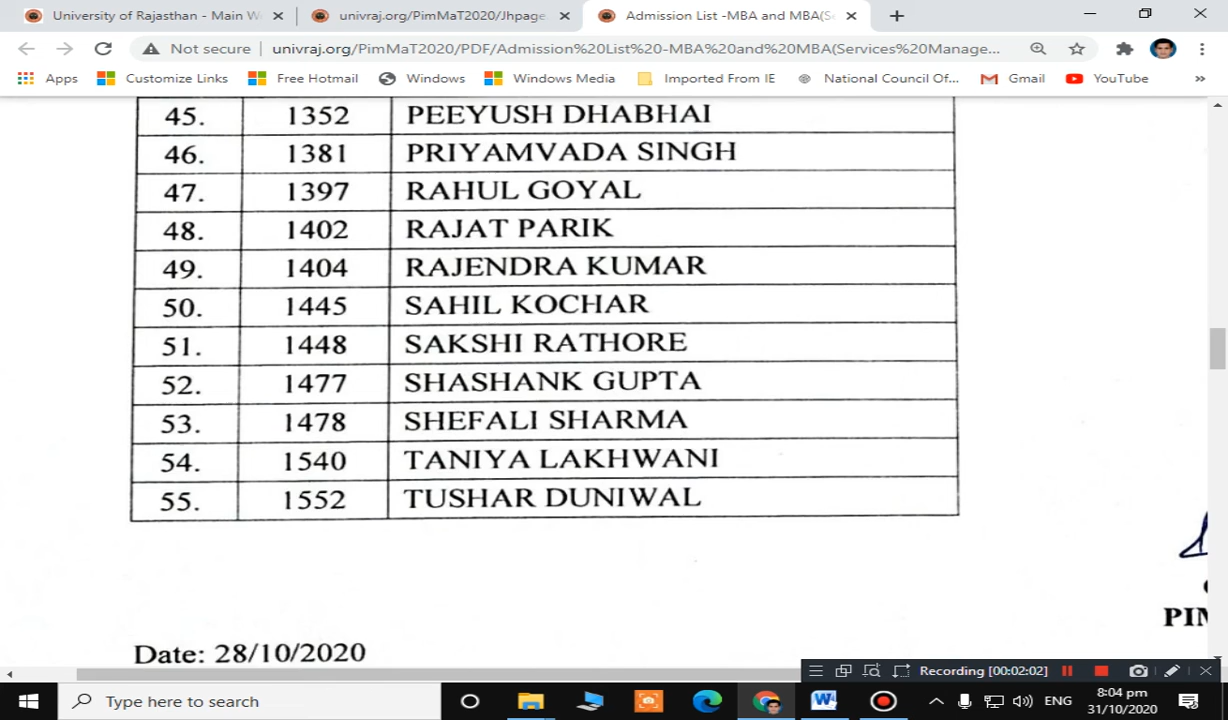 University of Rajasthan - Main W
univraj.org/PimMaT2020/Jhpage
Admission List -MBA and MBA(S
Not secure univraj.org/PimMaT2020/PDF/Admission%20List%20-MBA%20and%20MBA(Services%20Manage...
Apps Customize Links Free Hotmail Windows Windows Media Imported From IE National Council Of... Gmail YouTube »
45. 1352 PEEYUSH DHABHAI
46. 1381 PRIYAMVADA SINGH
47. 1397 RAHUL GOYAL
48. 1402 RAJAT PARIK
49. 1404 RAJENDRA KUMAR
50. 1445 SAHIL KOCHAR
51. 1448 SAKSHI RATHORE
52. 1477 SHASHANK GUPTA
53. 1478 SHEFALI SHARMA
54. 1540 TANIYA LAKHWANI
55. 1552 TUSHAR DUNIWAL
PIM
Date: 28/10/2020
Recording [00:02:02]
Type here to search
ENG
8:04 pm
31/10/2020